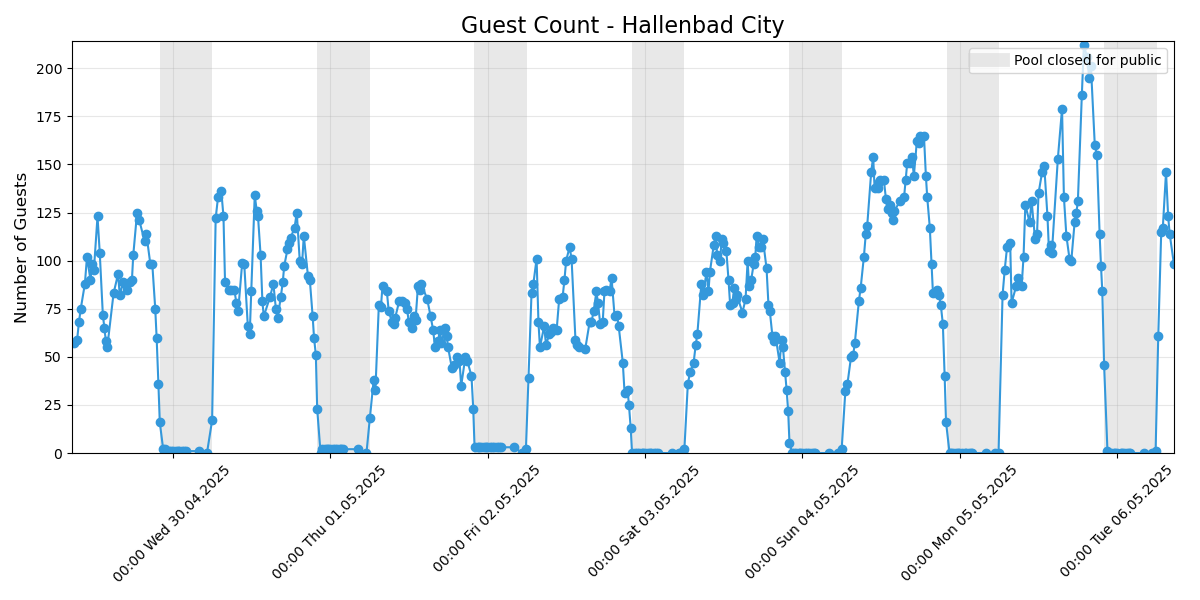 Guest Count - Hallenbad City
Pool closed for public
Number of Guests
200
175
150
125
100
75
50
25
0
00:00 Wed 30.04.2025
00:00 Thu 01.05.2025
00:00 Fri 02.05.2025
00:00 Sat 03.05.2025
00:00 Sun 04.05.2025
00:00 Mon 05.05.2025
00:00 Tue 06.05.2025